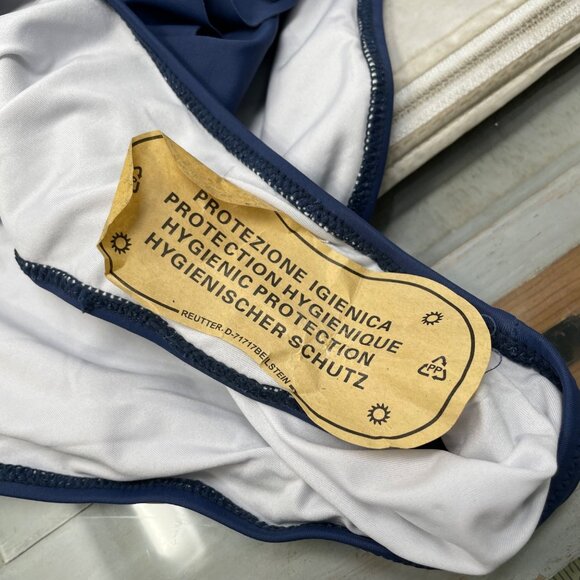 PROTEZIONE IGIENICA
PROTECTION HYGIENIQUE
HYGIENIC PROTECTION
HYGIENISCHER SCHUTZ
REUTTER. D-71717BEILSTEIN
PP